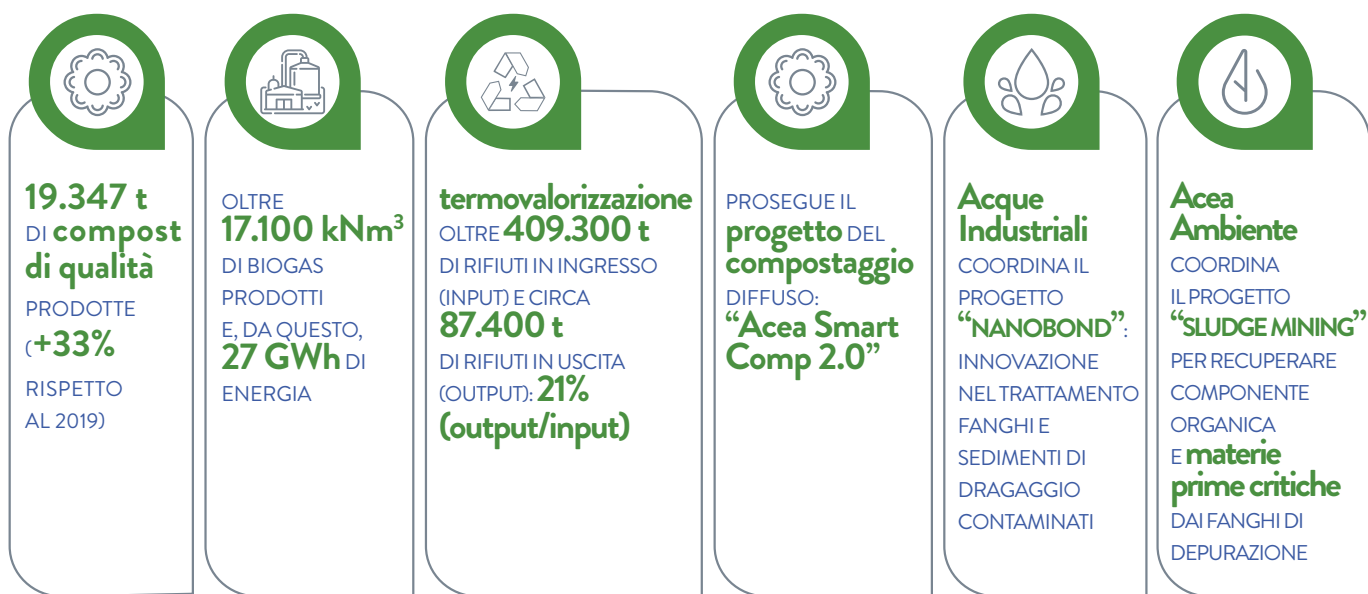 19.347 t
DI compost
di qualità
PRODOTTE
(+33%
RISPETTO
AL 2019)
OLTRE
17.100 kNm³
DI BIOGAS
PRODOTTI
E, DA QUESTO,
27 GWh DI
ENERGIA
termovalorizzazione
OLTRE 409.300 t
DI RIFIUTI IN INGRESSO
(INPUT) E CIRCA
87.400 t
DI RIFIUTI IN USCITA
(OUTPUT): 21%
(output/input)
PROSEGUE IL
progetto DEL
compostaggio
DIFFUSO:
“Acea Smart
Comp 2.0”
Acque
Industriali
COORDINA IL
PROGETTO
“NANOBOND”:
INNOVAZIONE
NEL TRATTAMENTO
FANGHI E
SEDIMENTI DI
DRAGAGGIO
CONTAMINATI
Acea
Ambiente
COORDINA
IL PROGETTO
“SLUDGE MINING”
PER RECUPERARE
COMPONENTE
ORGANICA
E materie
prime critiche
DAI FANGHI DI
DEPURAZIONE